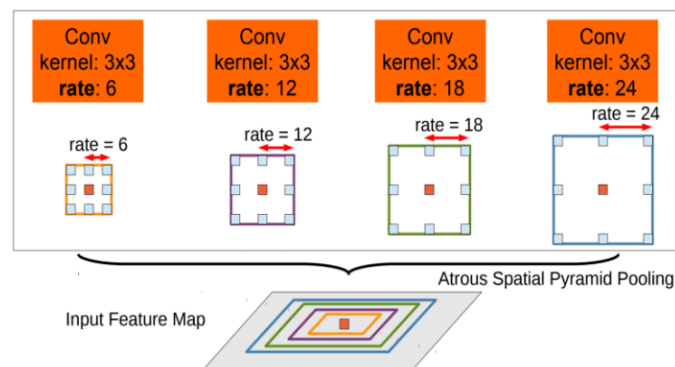 Conv
kernel: 3x3
rate: 6
Conv
kernel: 3x3
rate: 12
Conv
kernel: 3x3
rate: 18
Conv
kernel: 3x3
rate: 24
rate = 6
rate = 12
rate = 18
rate = 24
Atrous Spatial Pyramid Pooling
Input Feature Map